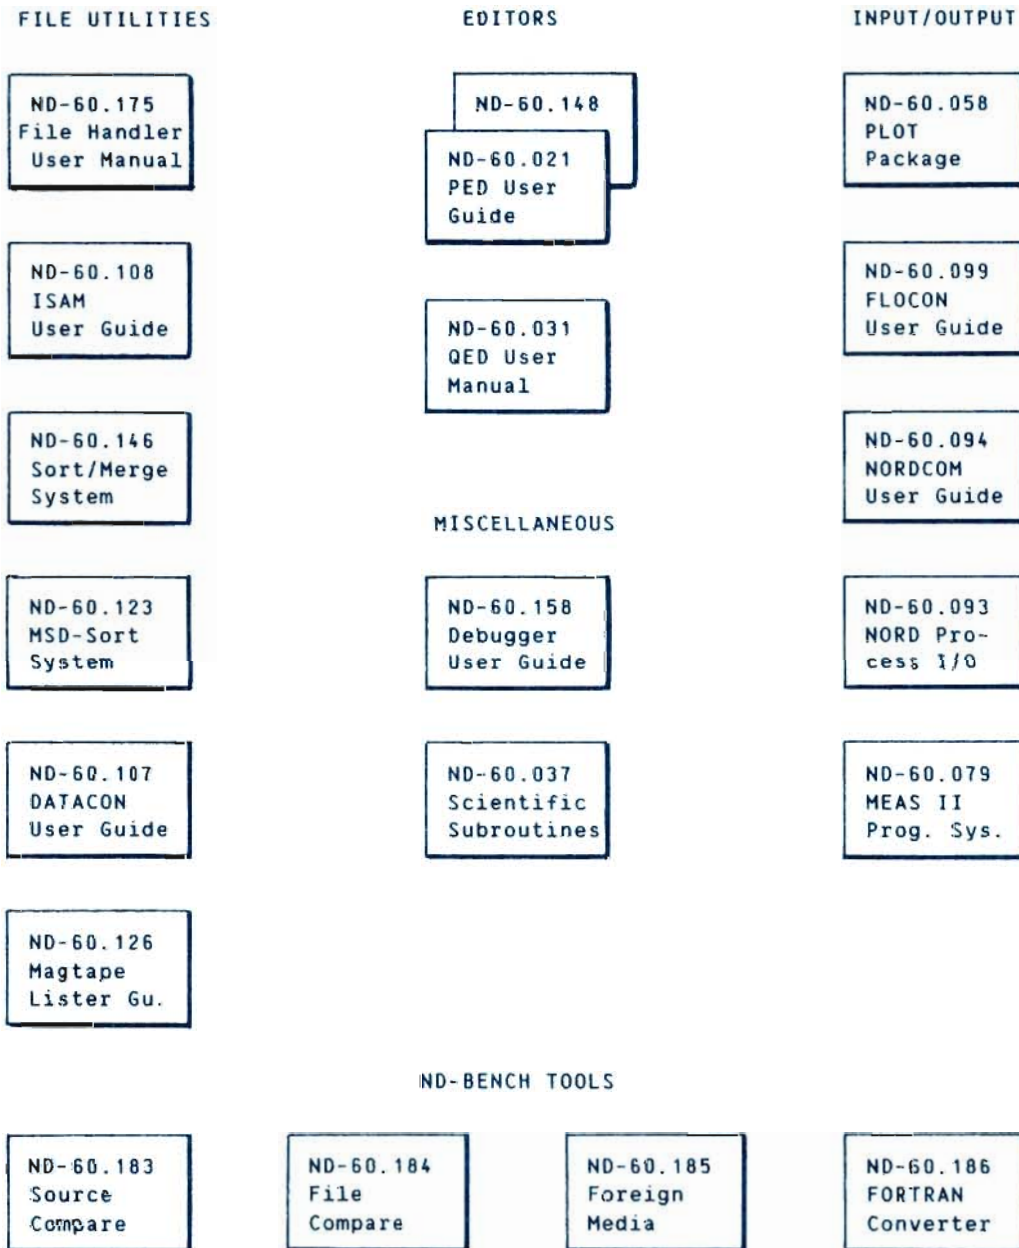 FILE UTILITIES
ND-60.175
File Handler
User Manual
ND-60.108
ISAM
User Guide
ND-60.146
Sort/Merge
System
ND-60.123
MSD-Sort
System
ND-60.107
DATACON
User Guide
ND-60.126
Magtape
Lister Gu.
EDITORS
ND-60.148
ND-60.021
PED User
Guide
ND-60.031
QED User
Manual
MISCELLANEOUS
ND-60.158
Debugger
User Guide
ND-60.037
Scientific
Subroutines
INPUT/OUTPUT
ND-60.058
PLOT
Package
ND-60.099
FLOCON
User Guide
ND-60.094
NORDCOM
User Guide
ND-60.093
NORD Pro-
cess I/O
ND-60.079
MEAS II
Prog. Sys.
ND-BENCH TOOLS
ND-60.183
Source
Compare
ND-60.184
File
Compare
ND-60.185
Foreign
Media
ND-60.186
FORTRAN
Converter